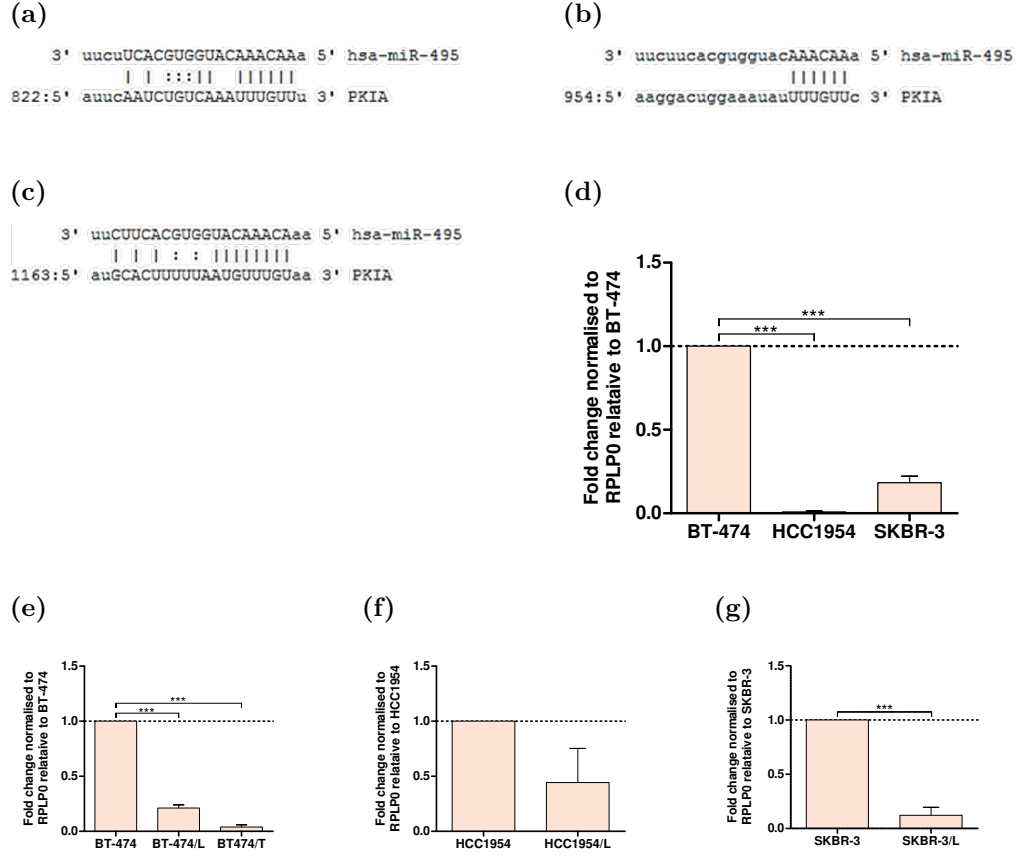 (a)
3' uucuUCACGUGGUACAAACAAa 5' hsa-miR-495
| | :::|| ||||||
822:5' auucAAUCUGUCAAAUUUGUUu 3' PKIA
(b)
3' uucuucacgugguacAAACAAa 5' hsa-miR-495
||||||
954:5' aaggacuggaaauauUUUGUUc 3' PKIA
(c)
3' uuCUUCACGUGGUACAAACAaa 5' hsa-miR-495
| | | : : ||||||||
1163:5' auGCACUUUUUAAUGUUUGUaa 3' PKIA
(d)
Fold change normalised to
RPLP0 relataive to BT-474
1.5
1.0
0.5
0.0
***
***
BT-474 HCC1954 SKBR-3
(e)
Fold change normalised to
RPLP0 relataive to BT-474
1.5
1.0
0.5
0.0
***
***
BT-474 BT-474/L BT474/T
(f)
Fold change normalised to
RPLP0 relataive to HCC1954
1.5
1.0
0.5
0.0
HCC1954 HCC1954/L
(g)
Fold change normalised to
RPLP0 relataive to SKBR-3
1.5
1.0
0.5
0.0
***
SKBR-3 SKBR-3/L